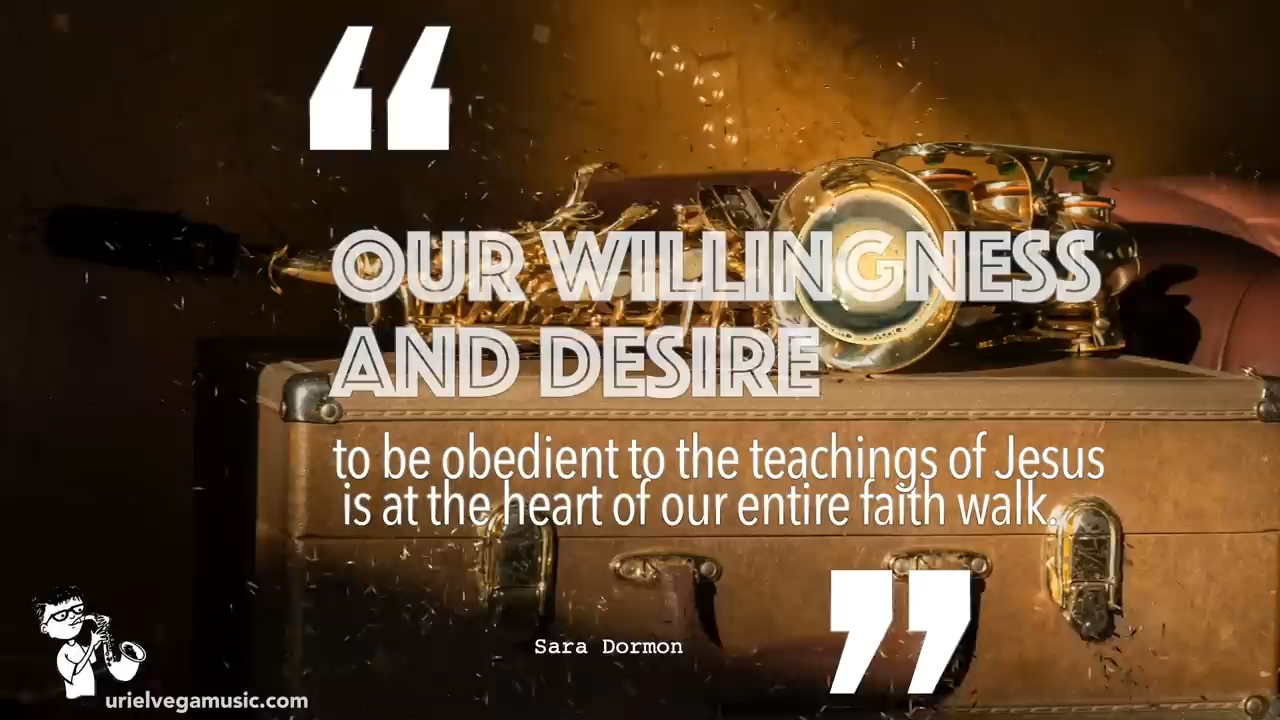 “
OUR WILLINGNESS
AND DESIRE
to be obedient to the teachings of Jesus
is at the heart of our entire faith walk.
”
Sara Dormon
urielvegamusic.com